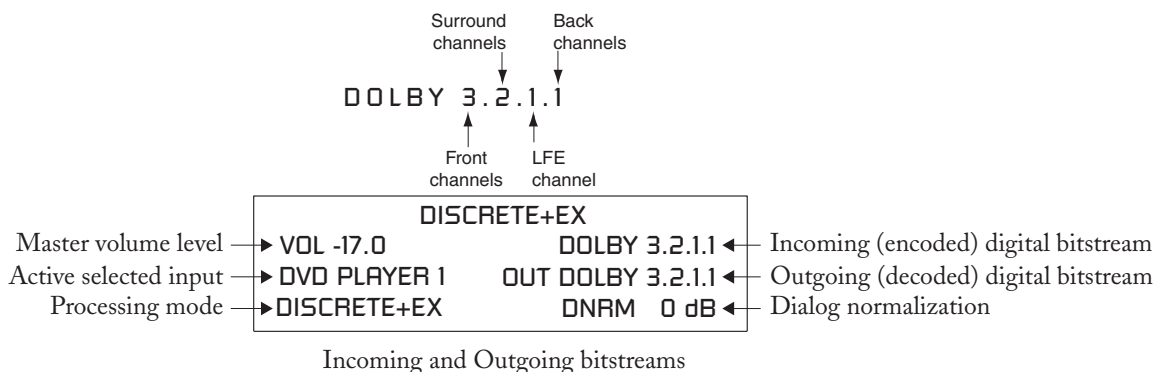 Surround channels
Back channels
DOLBY 3.2.1.1
Front channels
LFE channel
DISCRETE+EX
Master volume level
VOL -17.0
DOLBY 3.2.1.1
Incoming (encoded) digital bitstream
Active selected input
DVD PLAYER 1
OUT DOLBY 3.2.1.1
Outgoing (decoded) digital bitstream
Processing mode
DISCRETE+EX
DNRM 0 dB
Dialog normalization
Incoming and Outgoing bitstreams